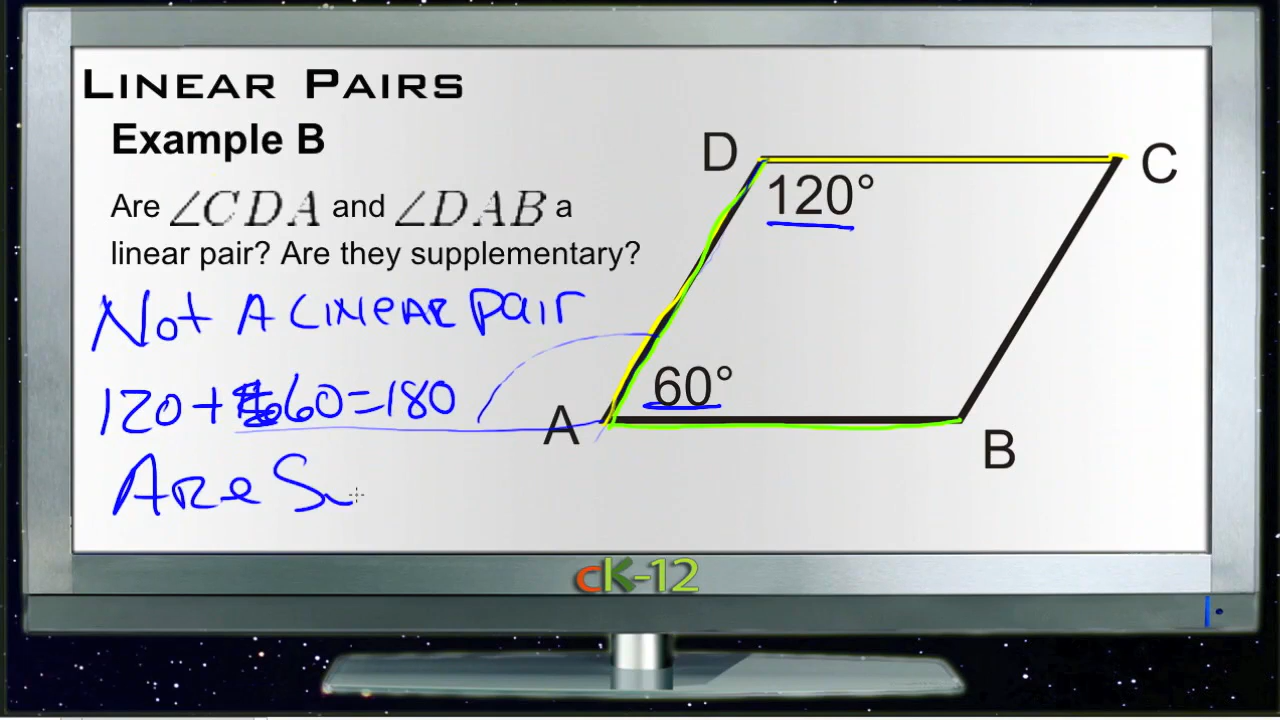 LINEAR PAIRS
Example B
Are ∠CDA and ∠DAB a
linear pair? Are they supplementary?
Not A Linear pair
120+60=180
Are Su
D
C
120°
60°
A
B
cK-12